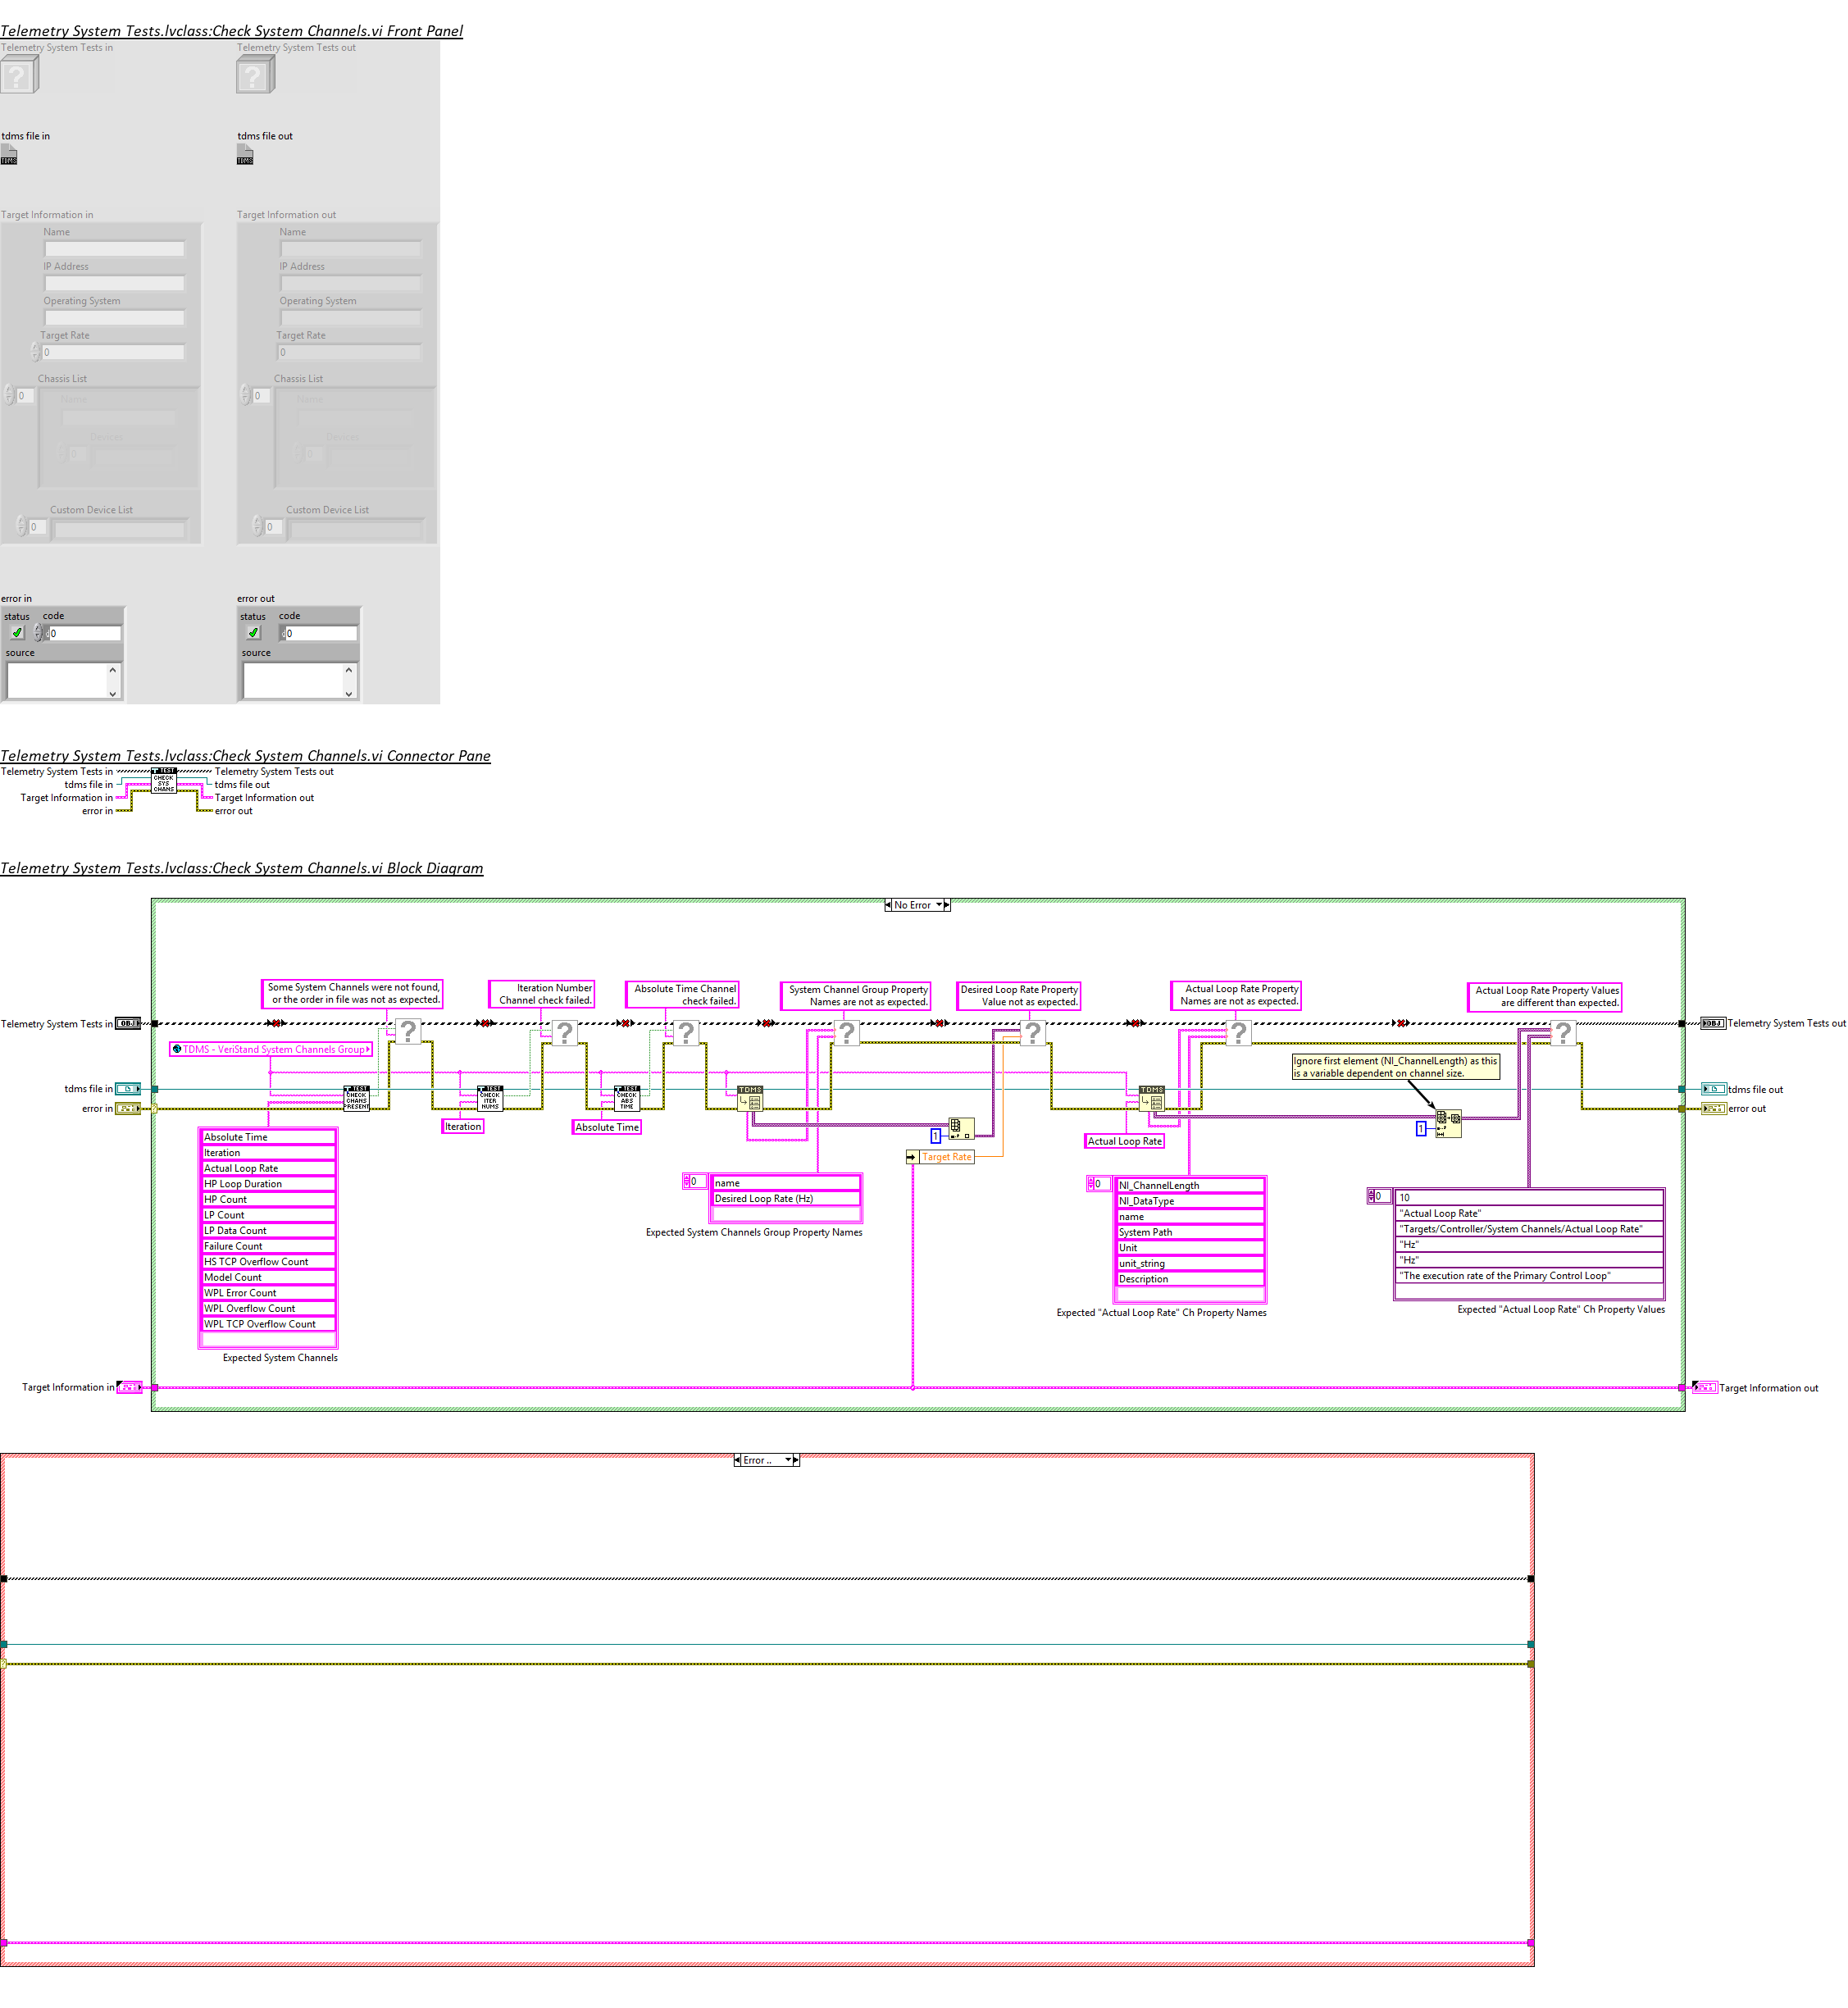 Telemetry System Tests.lvclass:Check System Channels.vi Front Panel
Telemetry System Tests in
Telemetry System Tests out
tdms file in
tdms file out
TDMS
TDMS
Target Information in
Target Information out
Name
Name
IP Address
IP Address
Operating System
Operating System
Target Rate
Target Rate
0
0
Chassis List
Chassis List
0
0
Name
Name
Devices
Devices
0
0
Custom Device List
Custom Device List
0
0
error in
error out
status code
status code
0
0
source
source
Telemetry System Tests.lvclass:Check System Channels.vi Connector Pane
Telemetry System Tests in
Telemetry System Tests out
tdms file in
tdms file out
Target Information in
Target Information out
error in
error out
TEST
CHECK
SYS
CHANS
Telemetry System Tests.lvclass:Check System Channels.vi Block Diagram
No Error
Some System Channels were not found,
or the order in file was not as expected.
Iteration Number
Channel check failed.
Absolute Time Channel
check failed.
System Channel Group Property
Names are not as expected.
Desired Loop Rate Property
Value not as expected.
Actual Loop Rate Property
Names are not as expected.
Actual Loop Rate Property Values
are different than expected.
Telemetry System Tests in
OBJ
OBJ
Telemetry System Tests out
TDMS - VeriStand System Channels Group
Ignore first element (NI_ChannelLength) as this
is a variable dependent on channel size.
tdms file in
tdms file out
error in
error out
TEST
CHECK
CHANS
PRESENT
TEST
CHECK
ITER
NUMS
TEST
CHECK
ABS
TIME
TDMS
TDMS
Iteration
Absolute Time
1
Actual Loop Rate
1
Target Rate
Absolute Time
Iteration
Actual Loop Rate
HP Loop Duration
HP Count
LP Count
LP Data Count
Failure Count
HS TCP Overflow Count
Model Count
WPL Error Count
WPL Overflow Count
WPL TCP Overflow Count
Expected System Channels
0
name
Desired Loop Rate (Hz)
Expected System Channels Group Property Names
0
NI_ChannelLength
NI_DataType
name
System Path
Unit
unit_string
Description
Expected "Actual Loop Rate" Ch Property Names
0
10
"Actual Loop Rate"
"Targets/Controller/System Channels/Actual Loop Rate"
"Hz"
"Hz"
"The execution rate of the Primary Control Loop"
Expected "Actual Loop Rate" Ch Property Values
Target Information in
Target Information out
Error ..